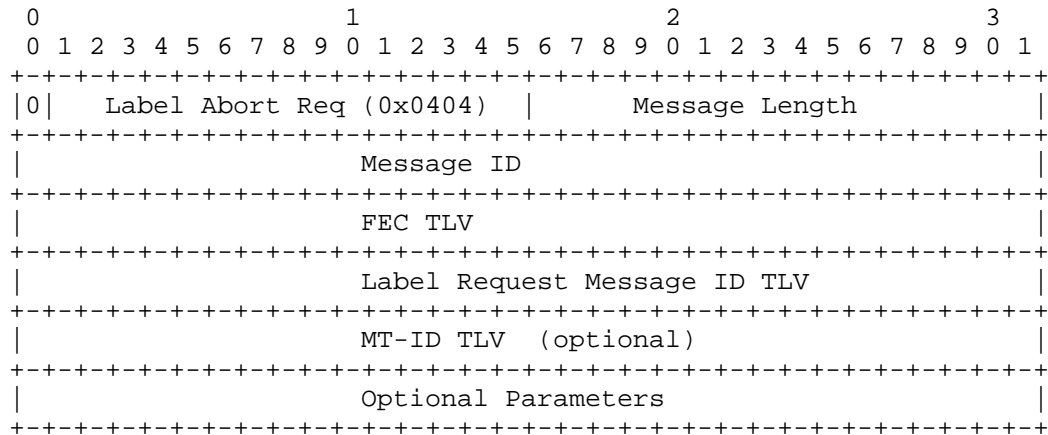 0                   1                   2                   3
 0 1 2 3 4 5 6 7 8 9 0 1 2 3 4 5 6 7 8 9 0 1 2 3 4 5 6 7 8 9 0 1
+-+-+-+-+-+-+-+-+-+-+-+-+-+-+-+-+-+-+-+-+-+-+-+-+-+-+-+-+-+-+-+-+
|0|   Label Abort Req (0x0404)  |      Message Length           |
+-+-+-+-+-+-+-+-+-+-+-+-+-+-+-+-+-+-+-+-+-+-+-+-+-+-+-+-+-+-+-+-+
|                     Message ID                                |
+-+-+-+-+-+-+-+-+-+-+-+-+-+-+-+-+-+-+-+-+-+-+-+-+-+-+-+-+-+-+-+-+
|                     FEC TLV                                   |
+-+-+-+-+-+-+-+-+-+-+-+-+-+-+-+-+-+-+-+-+-+-+-+-+-+-+-+-+-+-+-+-+
|                     Label Request Message ID TLV              |
+-+-+-+-+-+-+-+-+-+-+-+-+-+-+-+-+-+-+-+-+-+-+-+-+-+-+-+-+-+-+-+-+
|                     MT-ID TLV  (optional)                     |
+-+-+-+-+-+-+-+-+-+-+-+-+-+-+-+-+-+-+-+-+-+-+-+-+-+-+-+-+-+-+-+-+
|                     Optional Parameters                       |
+-+-+-+-+-+-+-+-+-+-+-+-+-+-+-+-+-+-+-+-+-+-+-+-+-+-+-+-+-+-+-+-+